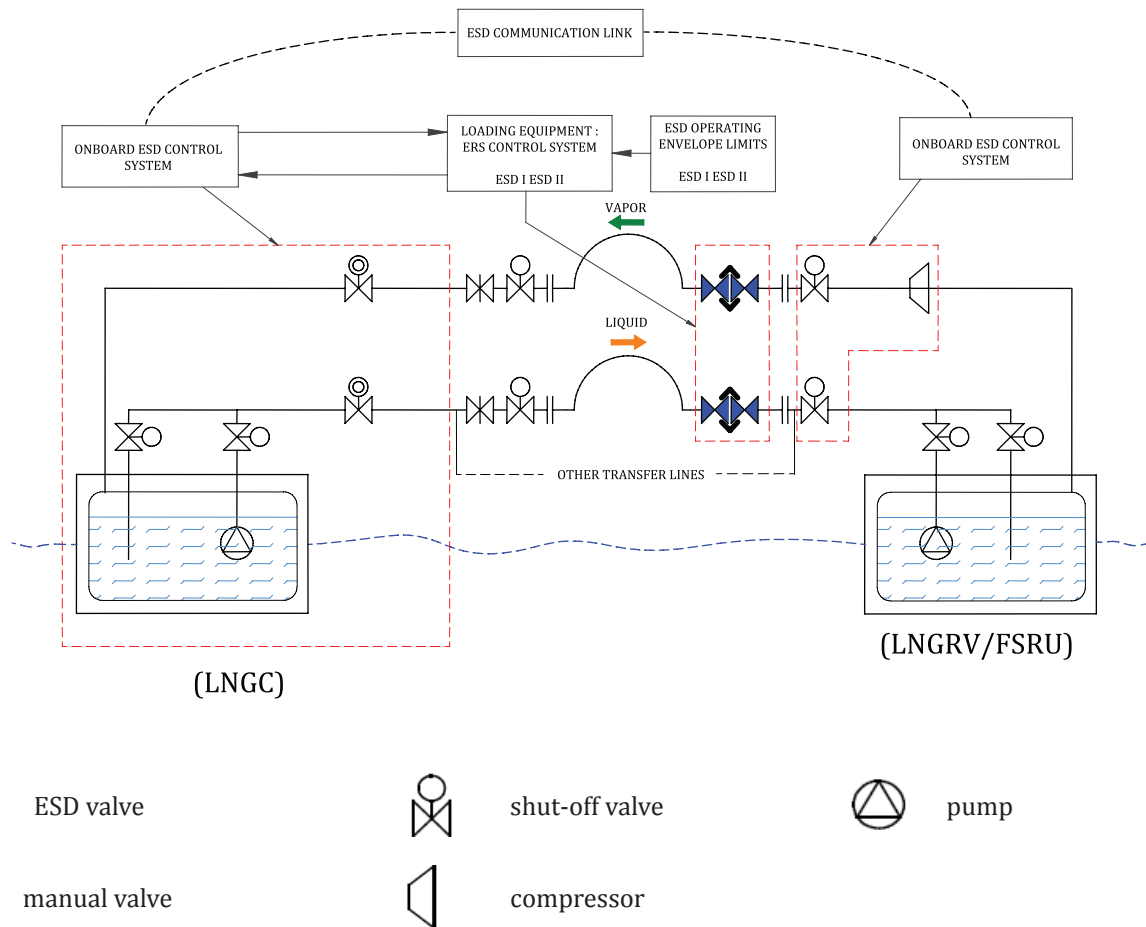 ESD COMMUNICATION LINK
ONBOARD ESD CONTROL
SYSTEM
LOADING EQUIPMENT :
ERS CONTROL SYSTEM
ESD I ESD II
ESD OPERATING
ENVELOPE LIMITS
ESD I ESD II
ONBOARD ESD CONTROL
SYSTEM
VAPOR
LIQUID
OTHER TRANSFER LINES
(LNGC)
(LNGRV/FSRU)
ESD valve
shut-off valve
pump
manual valve
compressor